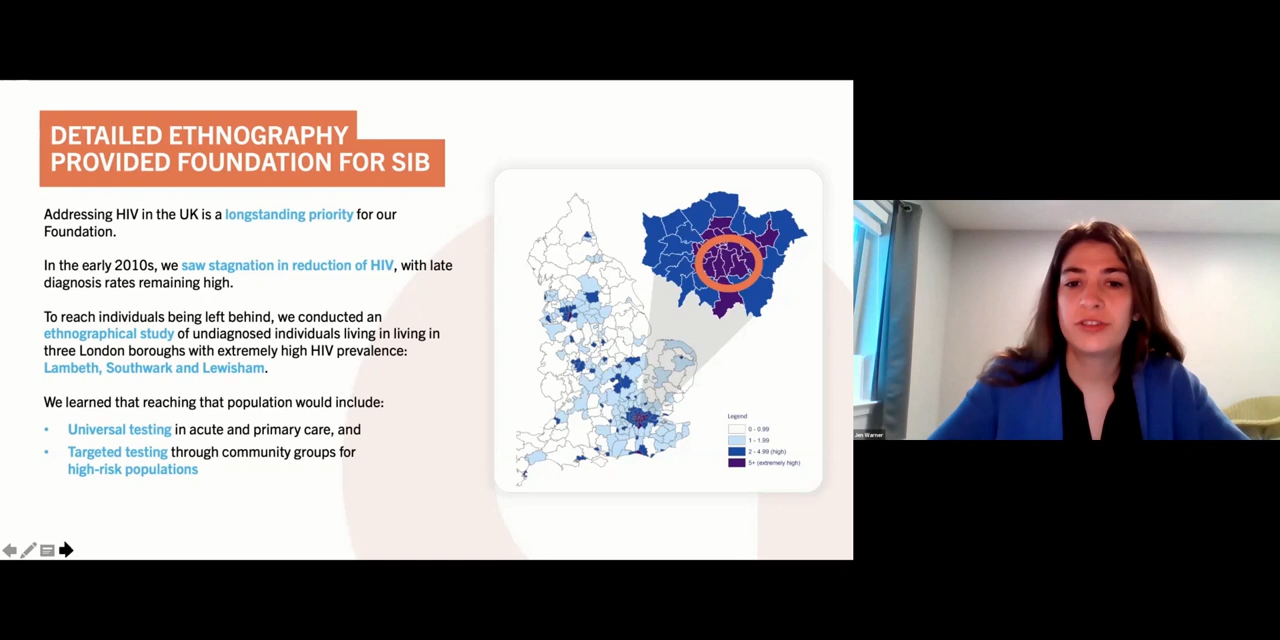 DETAILED ETHNOGRAPHY
PROVIDED FOUNDATION FOR SIB
Addressing HIV in the UK is a longstanding priority for our
Foundation.
In the early 2010s, we saw stagnation in reduction of HIV, with late
diagnosis rates remaining high.
To reach individuals being left behind, we conducted an
ethnographical study of undiagnosed individuals living in living in
three London boroughs with extremely high HIV prevalence:
Lambeth, Southwark and Lewisham.
We learned that reaching that population would include:
• Universal testing in acute and primary care, and
• Targeted testing through community groups for
high-risk populations
Legend
0 - 0.99
1 - 1.99
2 - 4.99 (high)
5+ (extremely high)
Jen Warner